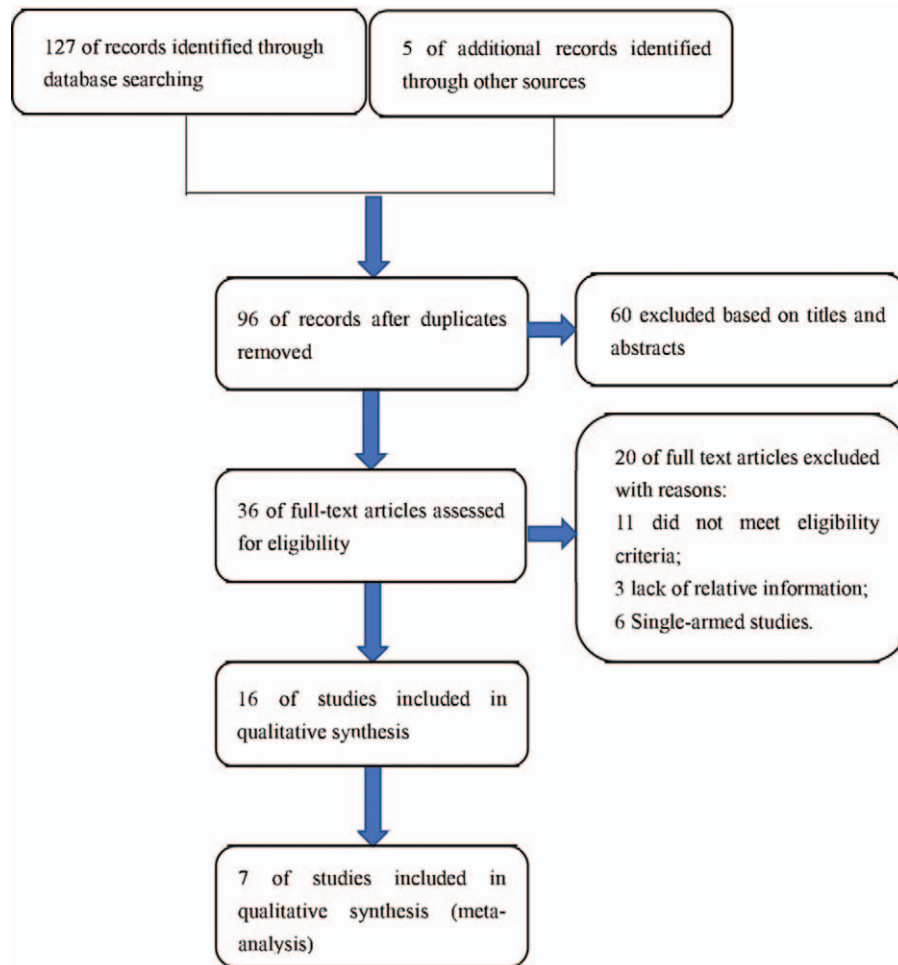 127 of records identified through
database searching
5 of additional records identified
through other sources
96 of records after duplicates
removed
60 excluded based on titles and
abstracts
36 of full-text articles assessed
for eligibility
20 of full text articles excluded
with reasons:
11 did not meet eligibility
criteria;
3 lack of relative information;
6 Single-armed studies.
16 of studies included in
qualitative synthesis
7 of studies included in
qualitative synthesis (meta-
analysis)